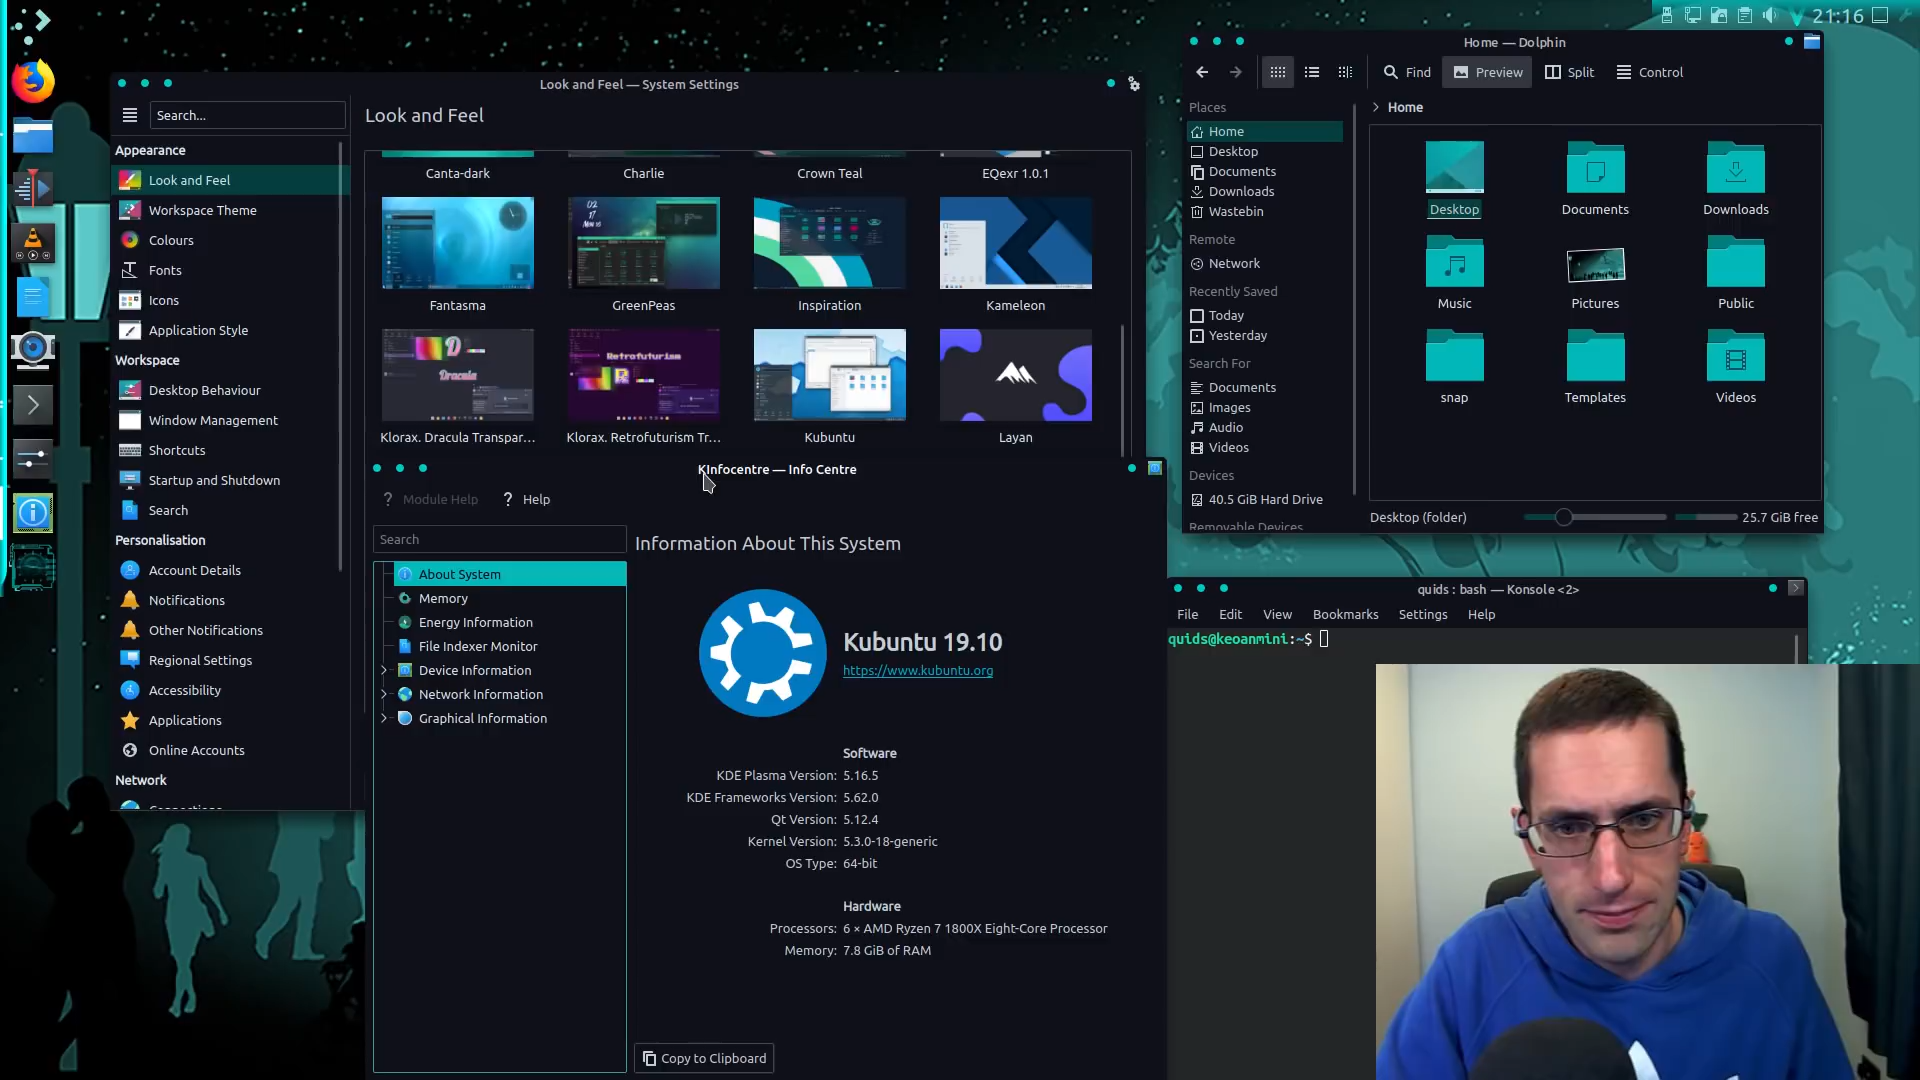 21:16
Look and Feel — System Settings
Search...
Look and Feel
Appearance
Look and Feel
Workspace Theme
Colours
Fonts
Icons
Application Style
Workspace
Desktop Behaviour
Window Management
Shortcuts
Startup and Shutdown
Search
Personalisation
Account Details
Notifications
Other Notifications
Regional Settings
Accessibility
Applications
Online Accounts
Network
Connections
Canta-dark
Charlie
Crown Teal
EQexr 1.0.1
Fantasma
GreenPeas
Inspiration
Kameleon
Klorax. Dracula Transpar...
Klorax. Retrofuturism Tr...
Kubuntu
Layan
KInfocentre — Info Centre
Module Help
Help
Search
About System
Memory
Energy Information
File Indexer Monitor
Device Information
Network Information
Graphical Information
Information About This System
Kubuntu 19.10
https://www.kubuntu.org
Software
KDE Plasma Version: 5.16.5
KDE Frameworks Version: 5.62.0
Qt Version: 5.12.4
Kernel Version: 5.3.0-18-generic
OS Type: 64-bit
Hardware
Processors: 6 × AMD Ryzen 7 1800X Eight-Core Processor
Memory: 7.8 GiB of RAM
Copy to Clipboard
Home — Dolphin
Find
Preview
Split
Control
Places
Home
Desktop
Documents
Downloads
Wastebin
Remote
Network
Recently Saved
Today
Yesterday
Search For
Documents
Images
Audio
Videos
Devices
40.5 GiB Hard Drive
Removable Devices
> Home
Desktop
Documents
Downloads
Music
Pictures
Public
snap
Templates
Videos
Desktop (folder)
25.7 GiB free
quids : bash — Konsole <2>
File Edit View Bookmarks Settings Help
quids@keoanmini:~$